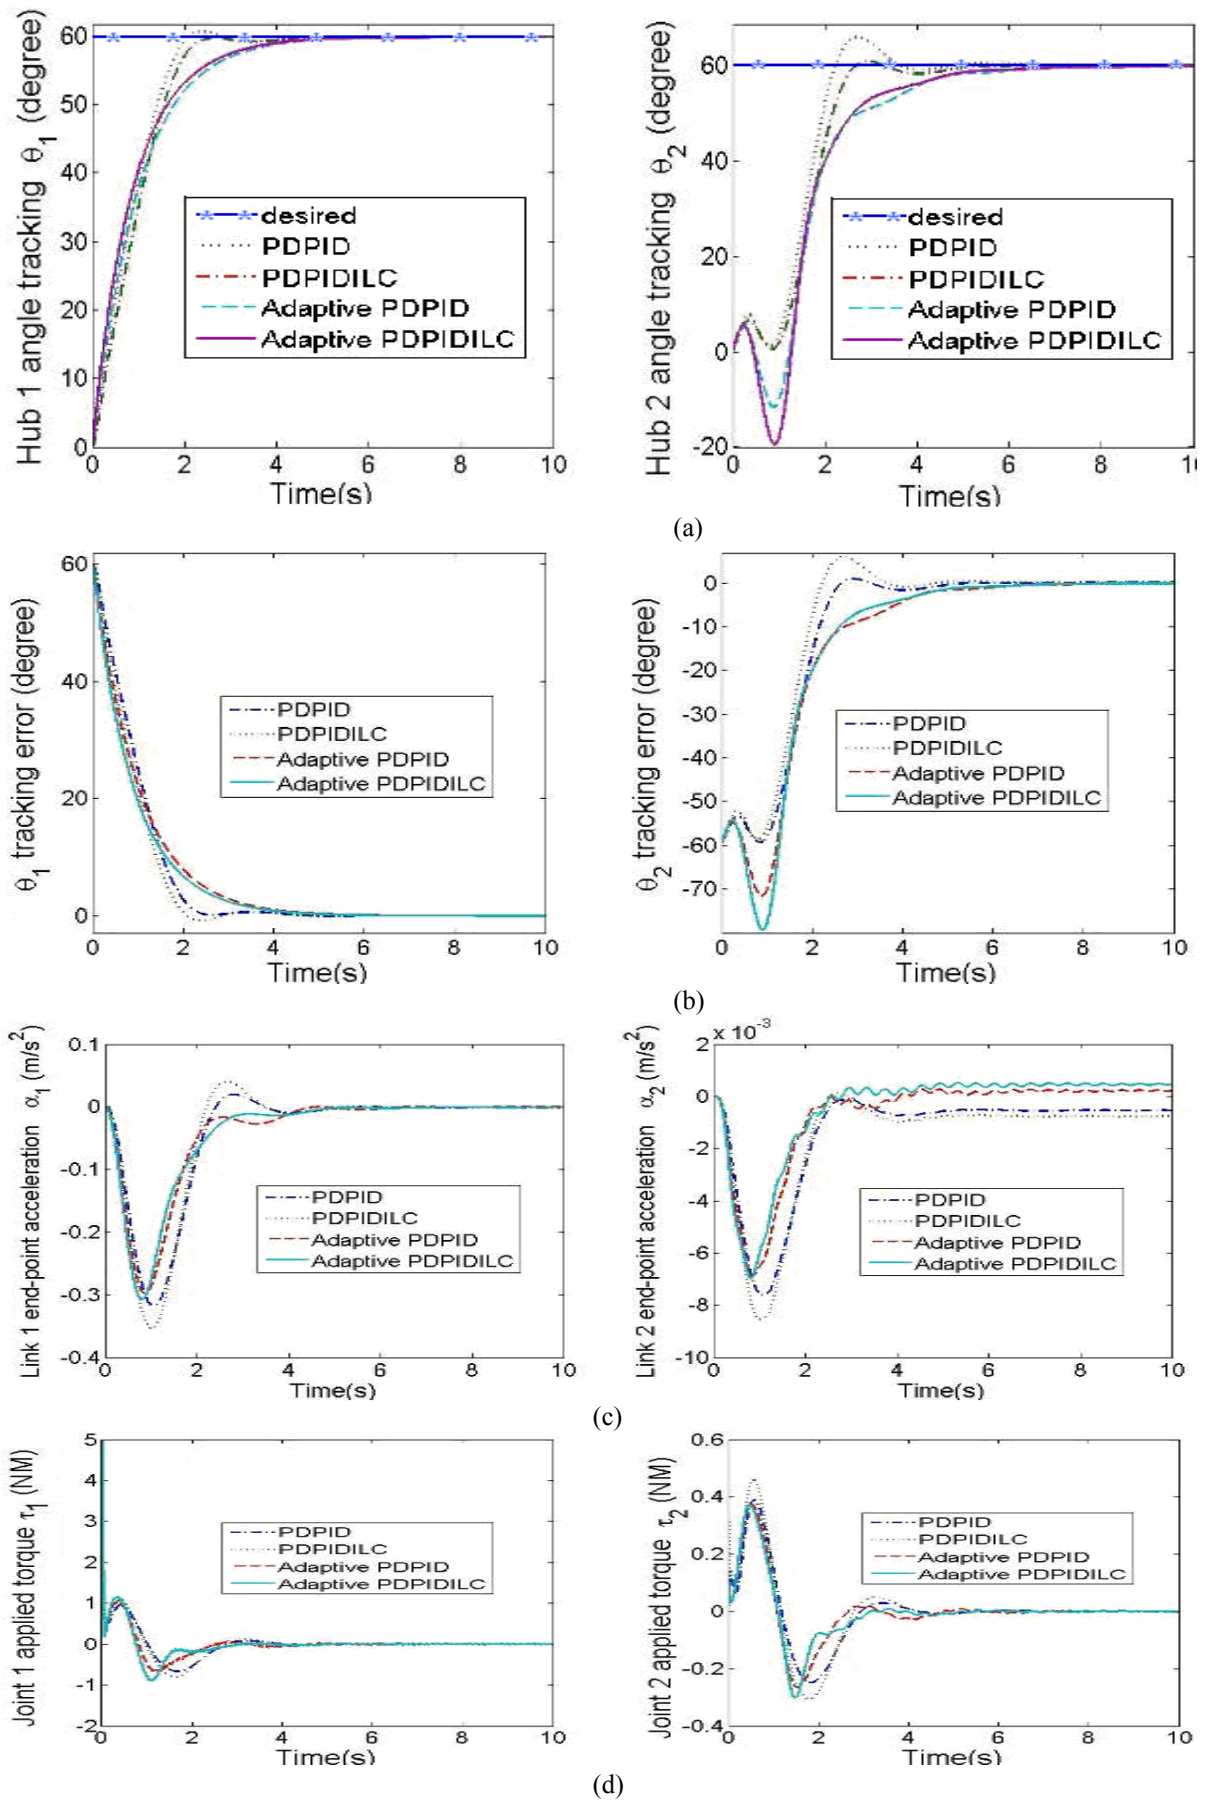 Hub 1 angle tracking θ1 (degree)
60
50
40
30
20
10
0
desired
PDPID
PDPIDILC
Adaptive PDPID
Adaptive PDPIDILC
0 2 4 6 8 10
Time(s)
Hub 2 angle tracking θ2 (degree)
60
40
20
0
-20
desired
PDPID
PDPIDILC
Adaptive PDPID
Adaptive PDPIDILC
0 2 4 6 8
Time(s)
(a)
θ1 tracking error (degree)
60
40
20
0
PDPID
PDPIDILC
Adaptive PDPID
Adaptive PDPIDILC
0 2 4 6 8 10
Time(s)
θ2 tracking error (degree)
0
-10
-20
-30
-40
-50
-60
-70
PDPID
PDPIDILC
Adaptive PDPID
Adaptive PDPIDILC
0 2 4 6 8 10
Time(s)
(b)
Link 1 end-point acceleration α1 (m/s2)
0.1
0
-0.1
-0.2
-0.3
-0.4
PDPID
PDPIDILC
Adaptive PDPID
Adaptive PDPIDILC
0 2 4 6 8 10
Time(s)
Link 2 end-point acceleration α2 (m/s2)
x 10-3
2
0
-2
-4
-6
-8
-10
PDPID
PDPIDILC
Adaptive PDPID
Adaptive PDPIDILC
0 2 4 6 8 10
Time(s)
(c)
Joint 1 applied torque τ1 (NM)
5
4
3
2
1
0
-1
-2
PDPID
PDPIDILC
Adaptive PDPID
Adaptive PDPIDILC
0 2 4 6 8 10
Time(s)
Joint 2 applied torque τ2 (NM)
0.6
0.4
0.2
0
-0.2
-0.4
PDPID
PDPIDILC
Adaptive PDPID
Adaptive PDPIDILC
0 2 4 6 8 10
Time(s)
(d)